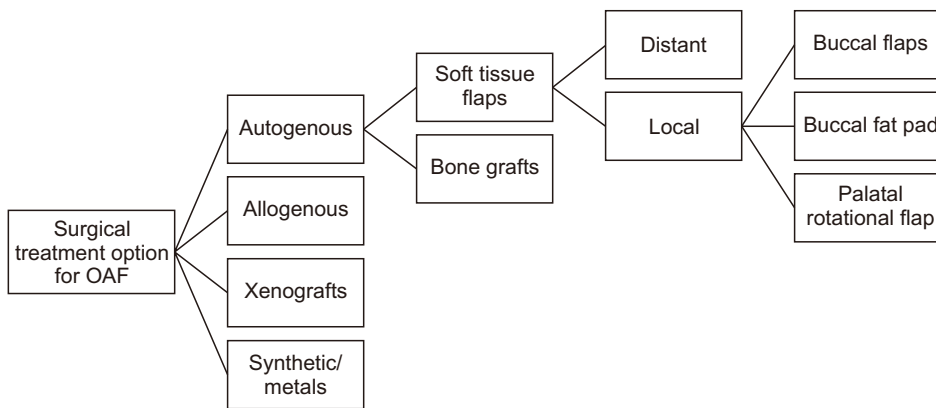 Surgical
treatment option
for OAF
Autogenous
Allogenous
Xenografts
Synthetic/
metals
Soft tissue
flaps
Bone grafts
Distant
Local
Buccal flaps
Buccal fat pad
Palatal
rotational flap